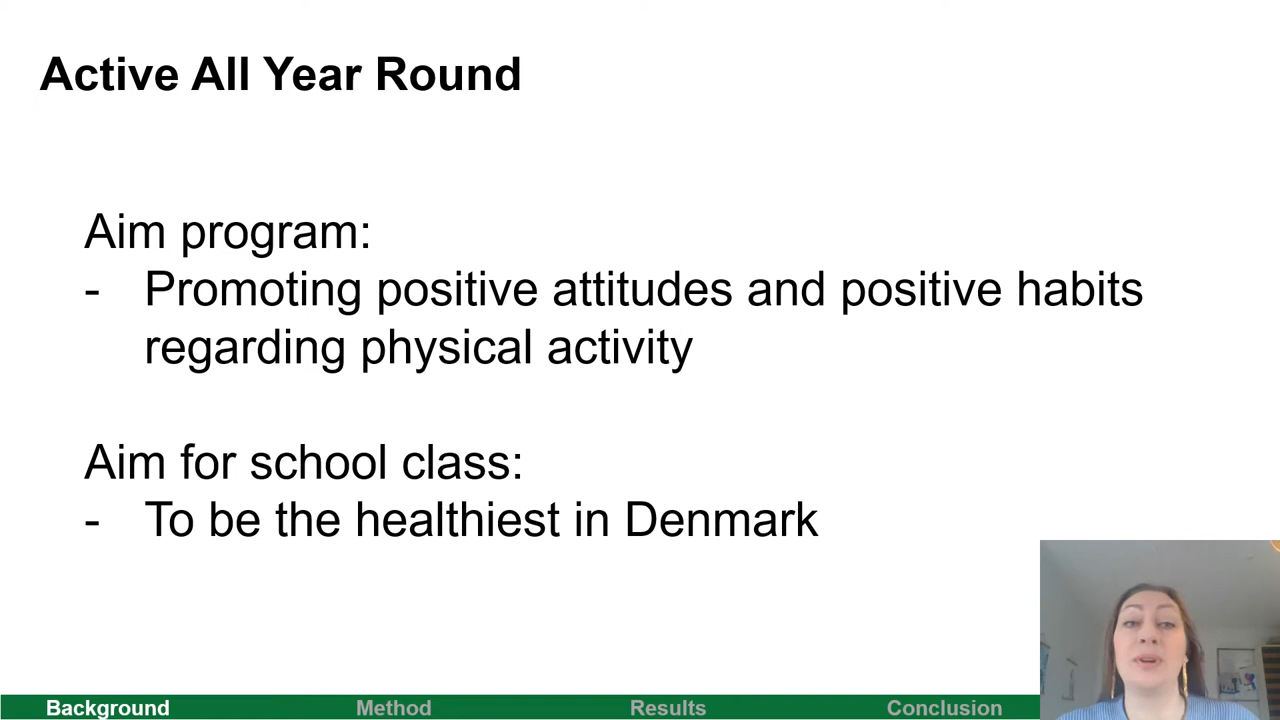 Active All Year Round
Aim program:
- Promoting positive attitudes and positive habits
regarding physical activity
Aim for school class:
- To be the healthiest in Denmark
Background Method Results Conclusion